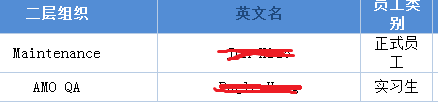 二层组织 英文名 员工类
别
Maintenance 正式员
工
AMO QA 实习生